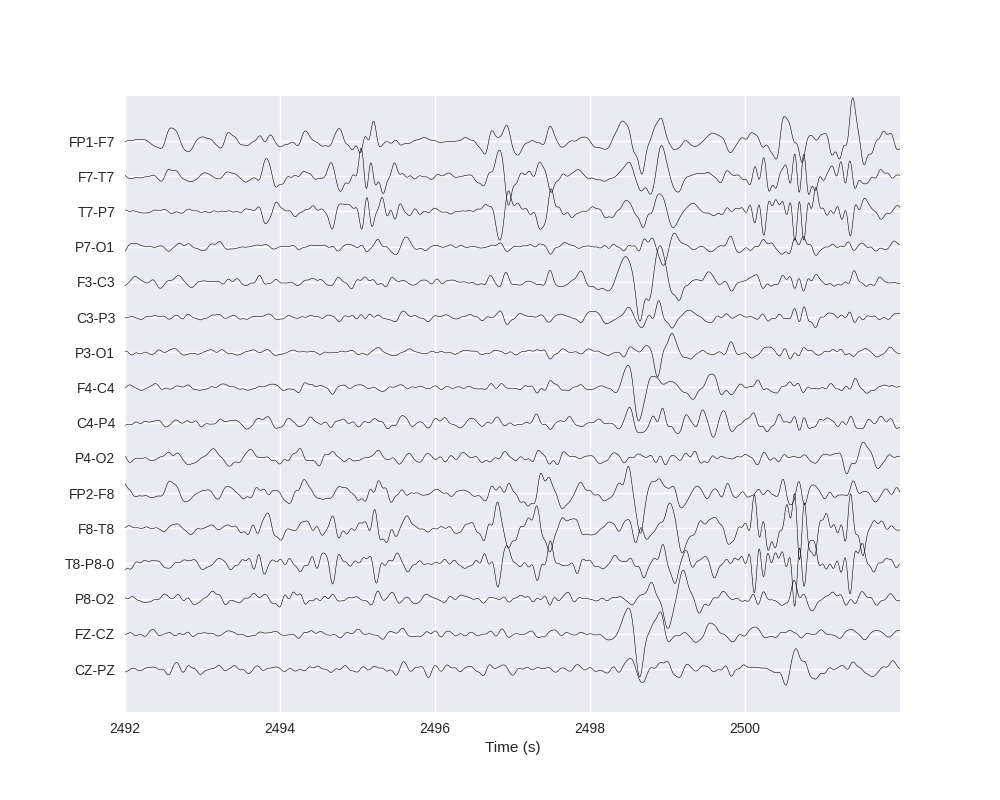 FP1-F7
F7-T7
T7-P7
P7-O1
F3-C3
C3-P3
P3-O1
F4-C4
C4-P4
P4-O2
FP2-F8
F8-T8
T8-P8-0
P8-O2
FZ-CZ
CZ-PZ
2492 2494 2496 2498 2500
Time (s)